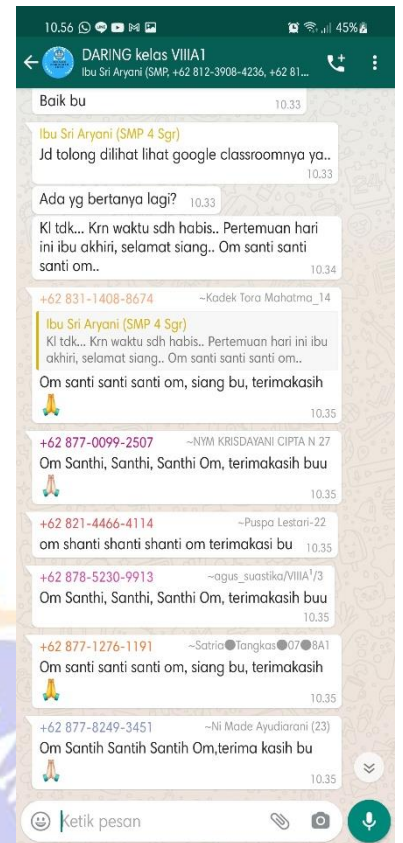 10.56 45%
DARING kelas VIIIA1
Ibu Sri Aryani (SMP, +62 812-3908-4236, +62 81...
Baik bu 10.33
Ibu Sri Aryani (SMP 4 Sgr)
Jd tolong dilihat lihat google classroomnya ya..
10.33
Ada yg bertanya lagi? 10.33
Kl tdk... Krn waktu sdh habis.. Pertemuan hari
ini ibu akhiri, selamat siang.. Om santi santi
santi om.. 10.34
+62 831-1408-8674 ~Kadek Tora Mahatma_14
Ibu Sri Aryani (SMP 4 Sgr)
Kl tdk... Krn waktu sdh habis.. Pertemuan hari ini ibu
akhiri, selamat siang.. Om santi santi santi om..
Om santi santi santi om, siang bu, terimakasih
🙏
10.35
+62 877-0099-2507 ~NYM KRISDAYANI CIPTA N 27
Om Santhi, Santhi, Santhi Om, terimakasih buu
🙏🏻
10.35
+62 821-4466-4114 ~Puspa Lestari-22
om shanti shanti shanti om terimakasi bu 10.35
+62 878-5230-9913 ~agus_suastika/VIIIA¹/3
Om Santhi, Santhi, Santhi Om, terimakasih buu
10.35
+62 877-1276-1191 ~Satria●Tangkas●07●8A1
Om santi santi santi om, siang bu, terimakasih
🙏
10.35
+62 877-8249-3451 ~Ni Made Ayudiarani (23)
Om Santih Santih Santih Om,terima kasih bu
🙏🏻
10.35
Ketik pesan